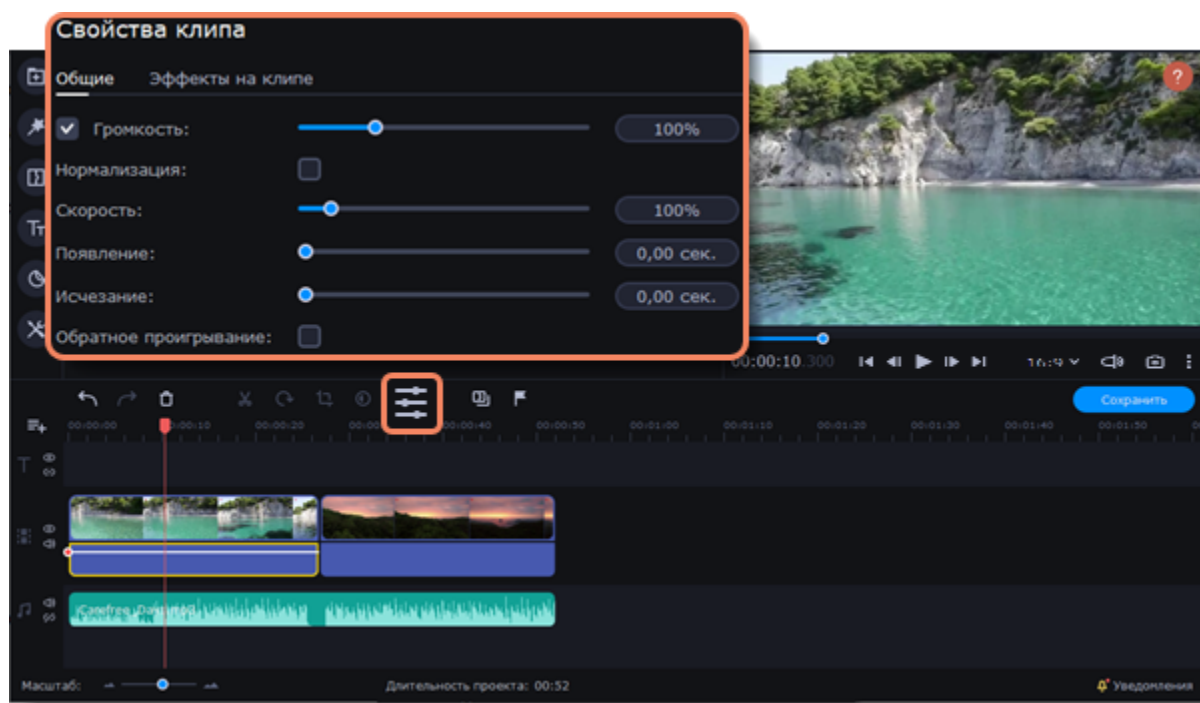 Свойства клипа
Общие Эффекты на клипе
Громкость: 100%
Нормализация:
Скорость: 100%
Появление: 0,00 сек.
Исчезание: 0,00 сек.
Обратное проигрывание:
?
00:00:10.300 16:9
Сохранить
00:00:00 00:00:10 00:00:20 00:00:40 00:00:50 00:01:00 00:01:10 00:01:20 00:01:30 00:01:40 00:01:50
Масштаб: Длительность проекта: 00:52 Уведомления